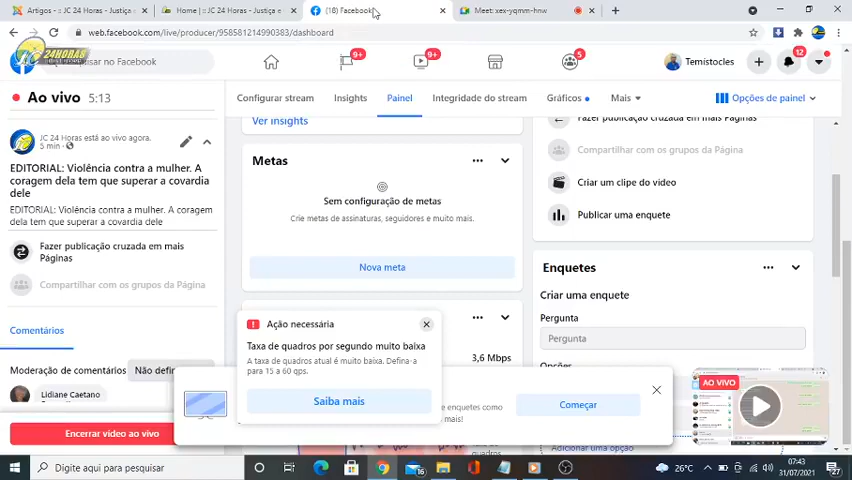 Artigos - :: JC 24 Horas - Justiça e
Home | :: JC 24 Horas - Justiça e
(18) Facebook
Meet: xex-yqmm-hnw
web.facebook.com/live/producer/958581214990383/dashboard
24HORAS
no Facebook
9+
9+
5
Temístocles
12
Ao vivo 5:13
Configurar stream
Insights
Painel
Integridade do stream
Gráficos
Mais
Opções de painel
JC 24 Horas está ao vivo agora.
5 min
EDITORIAL: Violência contra a mulher. A
coragem dela tem que superar a covardia
dele
EDITORIAL: Violência contra a mulher. A
coragem dela tem que superar a covardia dele
Fazer publicação cruzada em mais
Páginas
Compartilhar com os grupos da Página
Comentários
Moderação de comentários
Lidiane Caetano
Encerrar vídeo ao vivo
Ver insights
Metas
Sem configuração de metas
Crie metas de assinaturas, seguidores e muito mais.
Nova meta
3,6 Mbps
Ação necessária
Taxa de quadros por segundo muito baixa
A taxa de quadros atual é muito baixa. Defina-a
para 15 a 60 qps.
Saiba mais
e enquetes como
mais!
Começar
Fazer publicação cruzada em mais Páginas
Compartilhar com os grupos da Página
Criar um clipe do vídeo
Publicar uma enquete
Enquetes
Criar uma enquete
Pergunta
Pergunta
Opções
AO VIVO
Adicionar uma opção
Digite aqui para pesquisar
16
26°C
07:43
31/07/2021
27